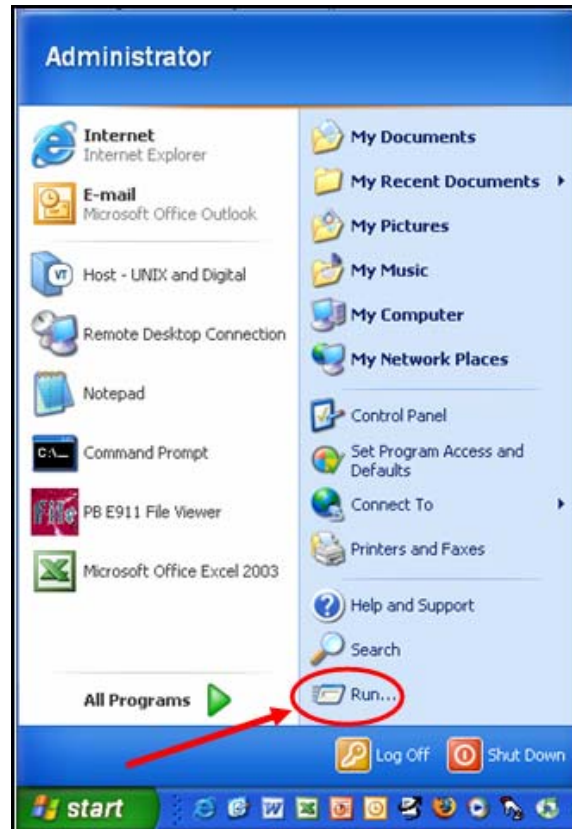 Administrator
Internet
Internet Explorer
E-mail
Microsoft Office Outlook
Host - UNIX and Digital
Remote Desktop Connection
Notepad
C:\_
Command Prompt
File
PB E911 File Viewer
Microsoft Office Excel 2003
All Programs
My Documents
My Recent Documents
My Pictures
My Music
My Computer
My Network Places
Control Panel
Set Program Access and
Defaults
Connect To
Printers and Faxes
Help and Support
Search
Run...
Log Off
Shut Down
start